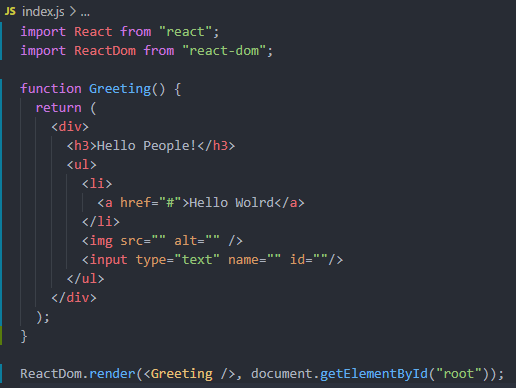 JS index.js > ...
import React from "react";
import ReactDom from "react-dom";
function Greeting() {
return (
<div>
<h3>Hello People!</h3>
<ul>
<li>
<a href="#">Hello Wolrd</a>
</li>
<img src="" alt="" />
<input type="text" name="" id=""/>
</ul>
</div>
);
}
ReactDom.render(<Greeting />, document.getElementById("root"));